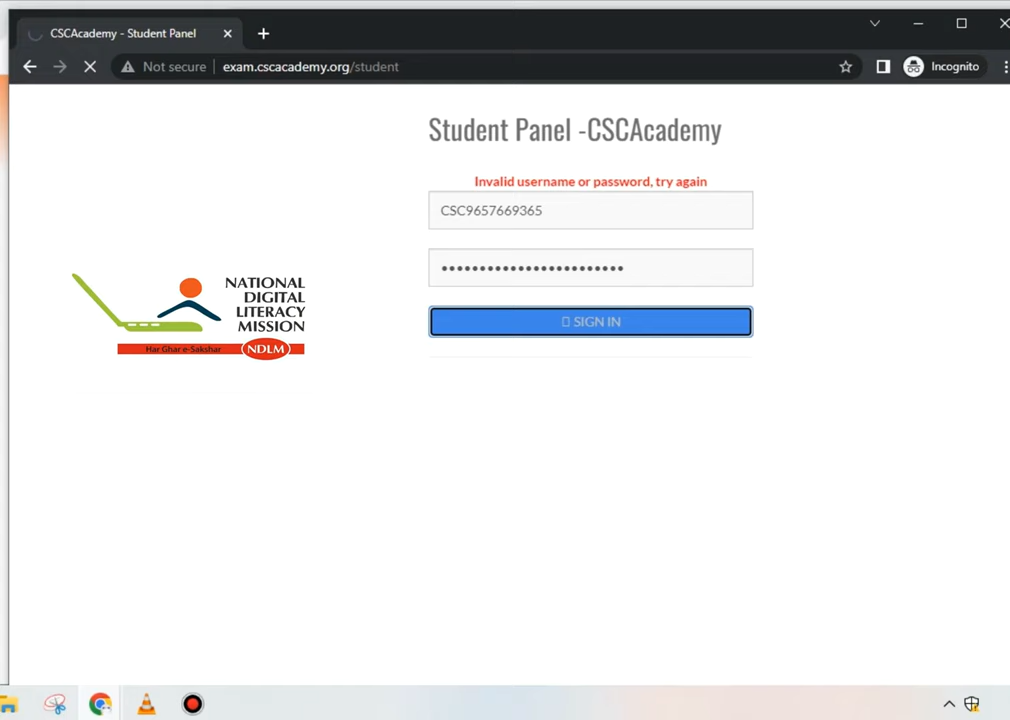 CSCAcademy - Student Panel
Not secure
exam.cscacademy.org/student
Incognito
Student Panel -CSCAcademy
Invalid username or password, try again
CSC9657669365
SIGN IN
NATIONAL
DIGITAL
LITERACY
MISSION
Har Ghar e-Sakshar
NDLM